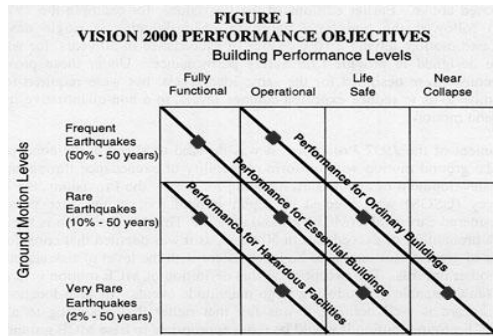 FIGURE 1
VISION 2000 PERFORMANCE OBJECTIVES
Building Performance Levels
Fully
Functional
Operational
Life
Safe
Near
Collapse
Ground Motion Levels
Frequent
Earthquakes
(50% - 50 years)
Rare
Earthquakes
(10% - 50 years)
Very Rare
Earthquakes
(2% - 50 years)
Performance for Ordinary Buildings
Performance for Essential Buildings
Performance for Hazardous Facilities